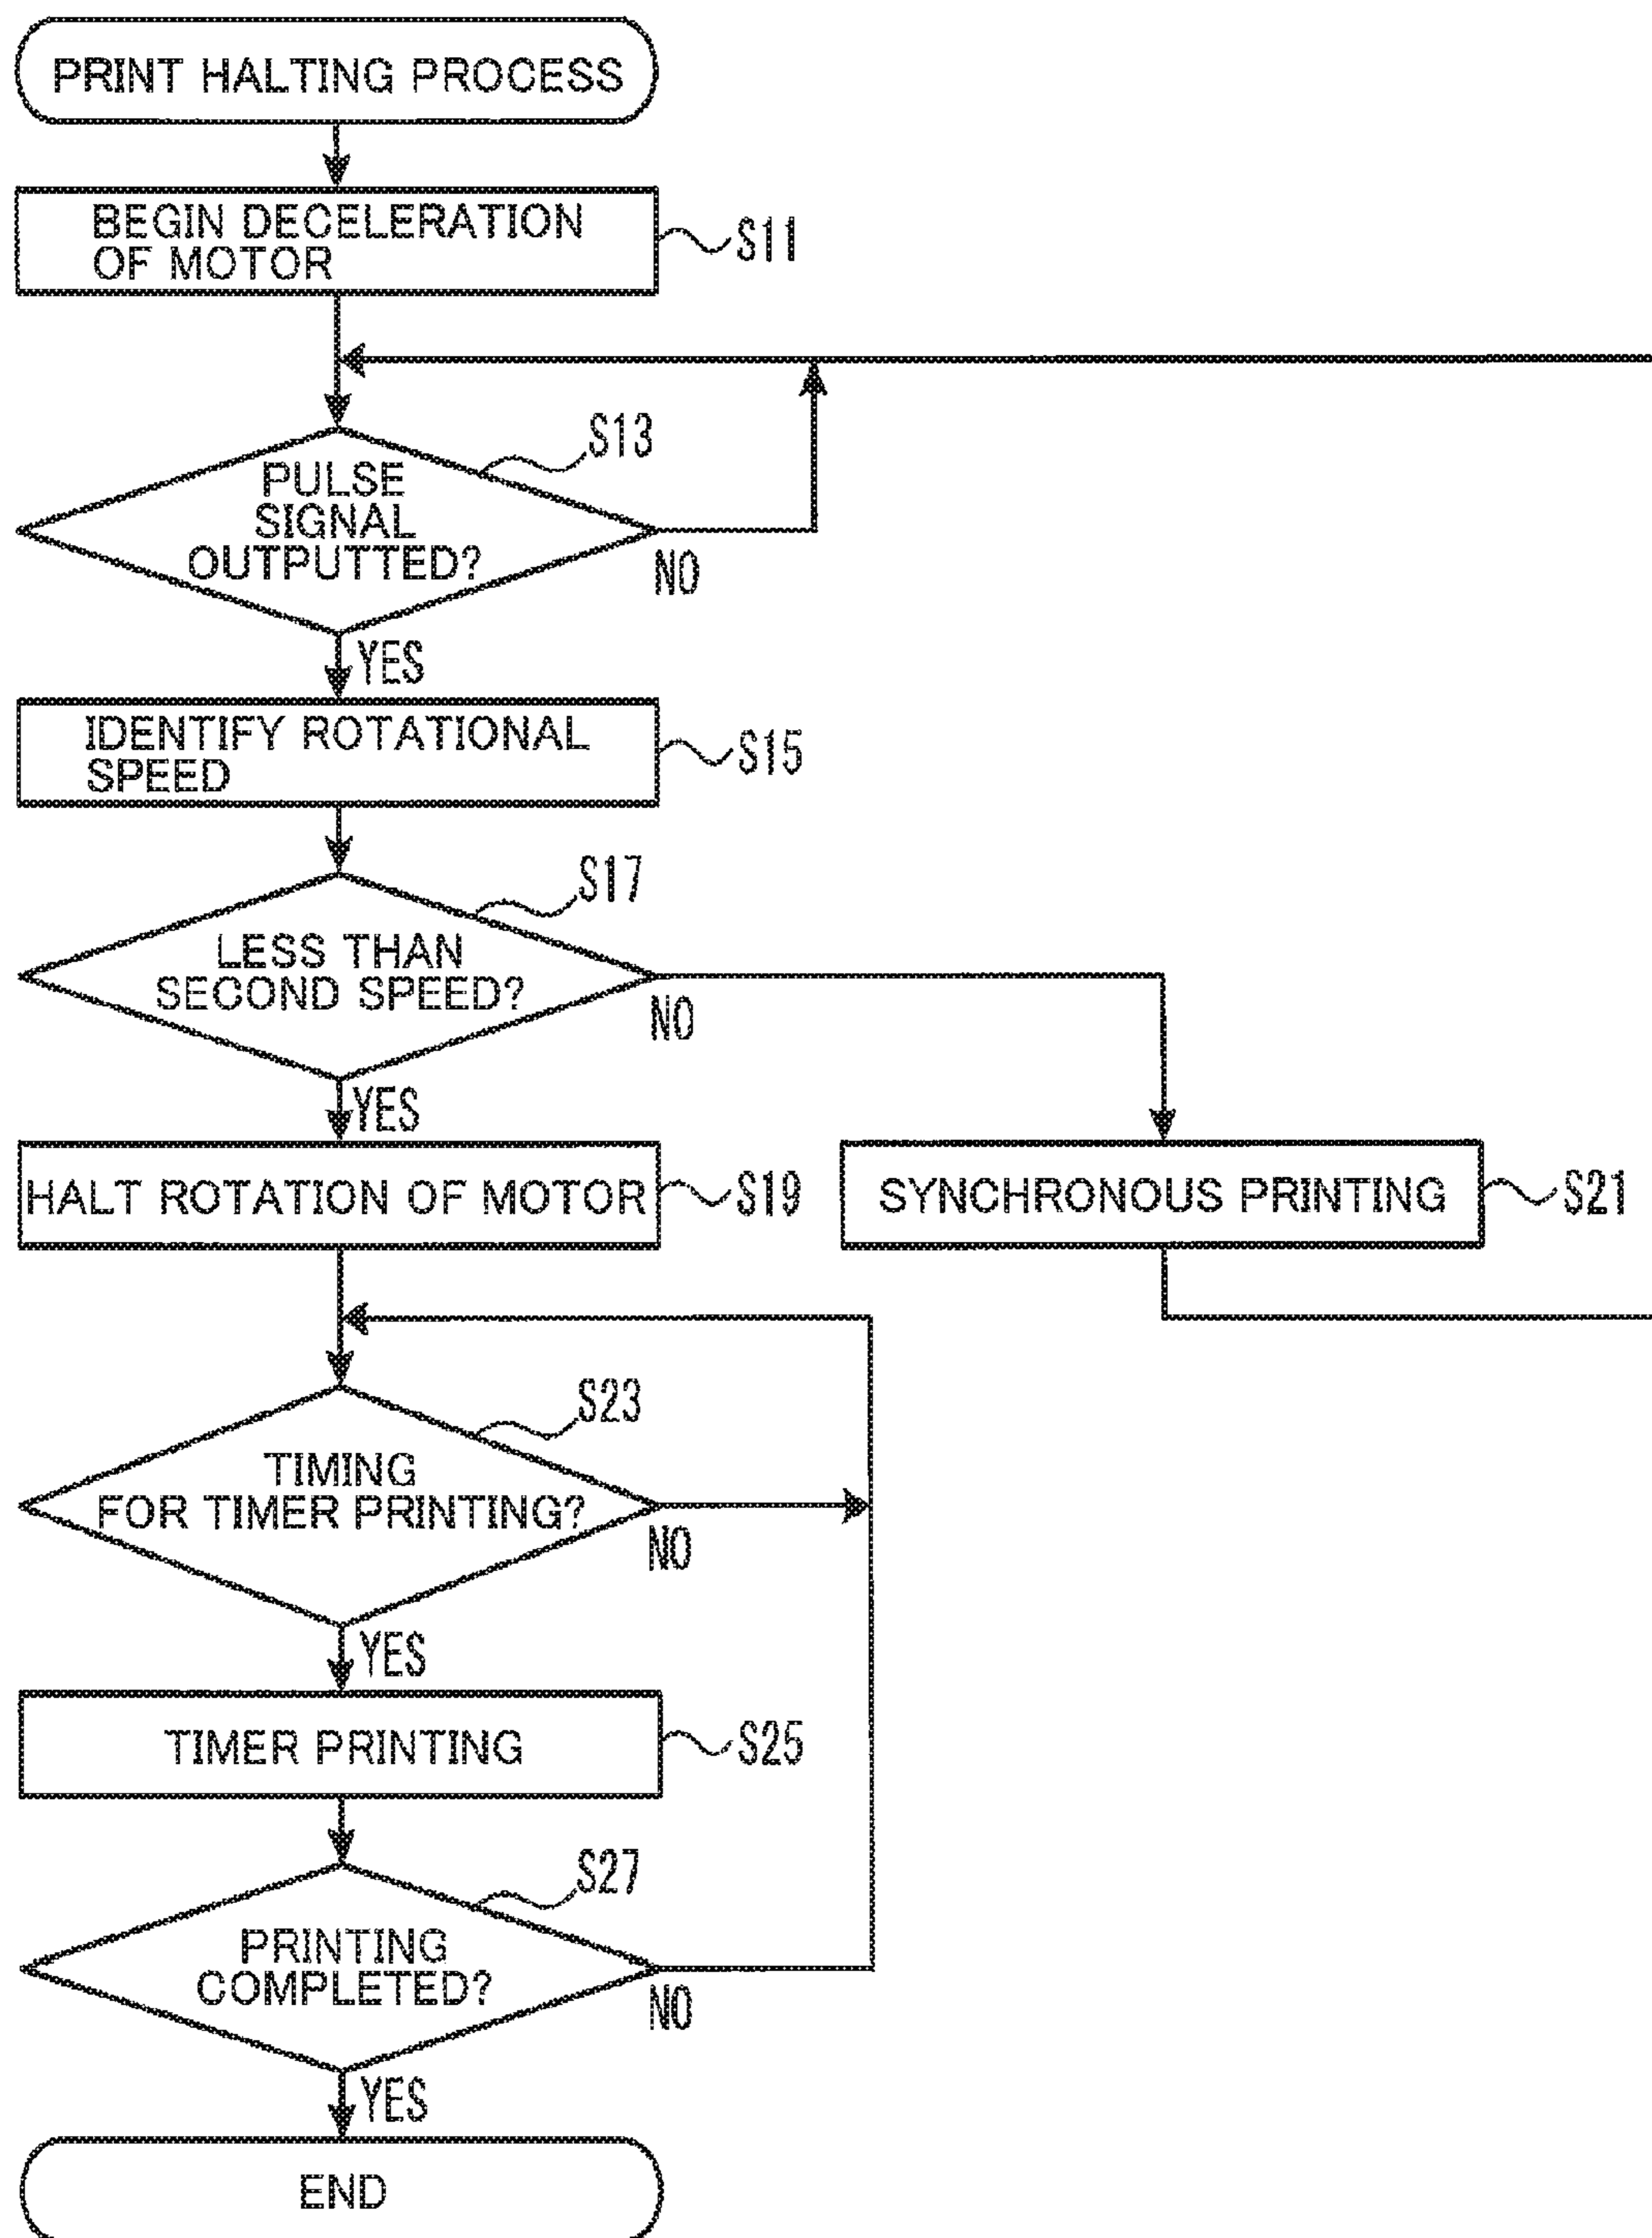 PRINT HALTING PROCESS
BEGIN DECELERATION
OF MOTOR
S11
S13
PULSE
SIGNAL
OUTPUTTED?
NO
YES
IDENTIFY ROTATIONAL
SPEED
S15
S17
LESS THAN
SECOND SPEED?
NO
YES
HALT ROTATION OF MOTOR
S19
SYNCHRONOUS PRINTING
S21
S23
TIMING
FOR TIMER PRINTING?
NO
YES
TIMER PRINTING
S25
S27
PRINTING
COMPLETED?
NO
YES
END